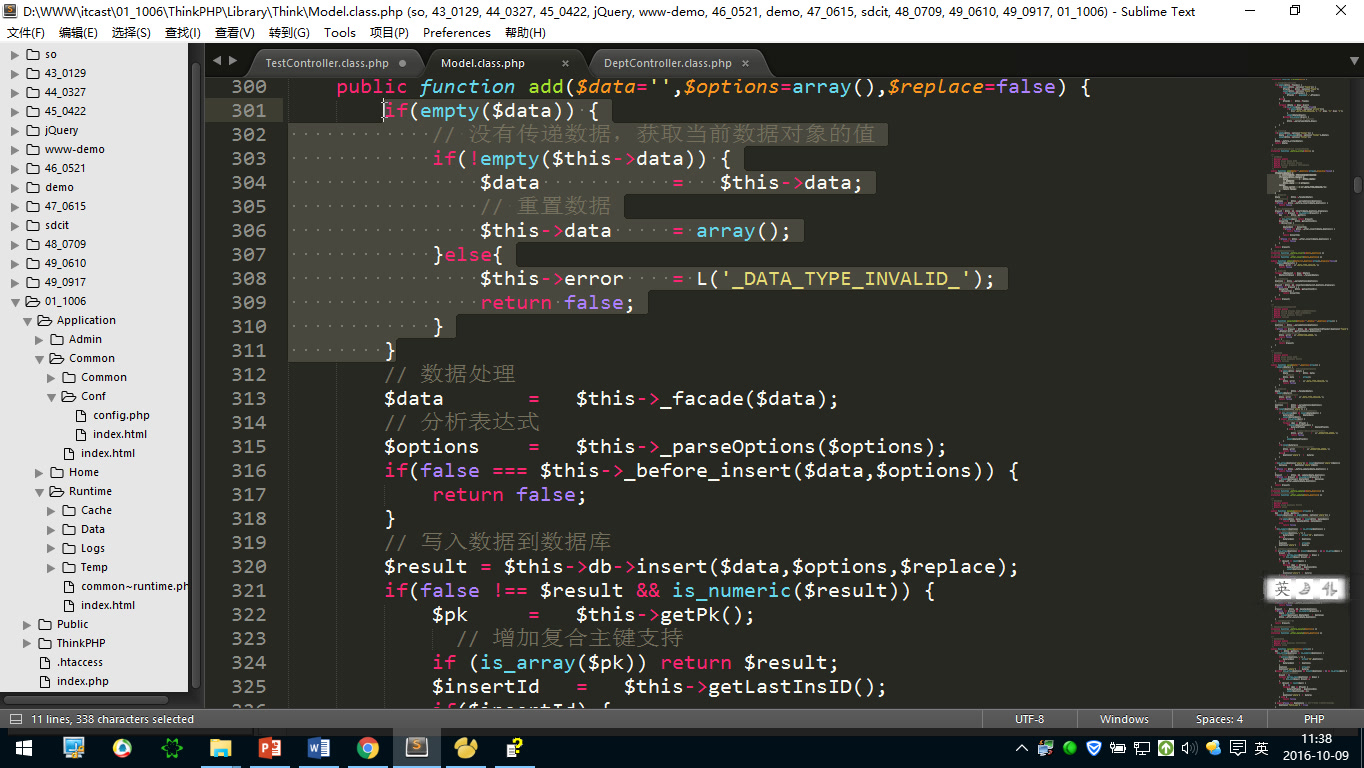 D:\WWW\itcast\01_1006\ThinkPHP\Library\Think\Model.class.php (so, 43_0129, 44_0327, 45_0422, jQuery, www-demo, 46_0521, demo, 47_0615, sdcit, 48_0709, 49_0610, 49_0917, 01_1006) - Sublime Text
文件(F) 编辑(E) 选择(S) 查找(I) 查看(V) 转到(G) Tools 项目(P) Preferences 帮助(H)
so
43_0129
44_0327
45_0422
jQuery
www-demo
46_0521
demo
47_0615
sdcit
48_0709
49_0610
49_0917
01_1006
Application
Admin
Common
Common
Conf
config.php
index.html
index.html
Home
Runtime
Cache
Data
Logs
Temp
common~runtime.ph
index.html
Public
ThinkPHP
.htaccess
index.php
TestController.class.php
Model.class.php ×
DeptController.class.php ×
300 public function add($data='',$options=array(),$replace=false) {
301 if(empty($data)) {
302 // 没有传递数据，获取当前数据对象的值
303 if(!empty($this->data)) {
304 $data = $this->data;
305 // 重置数据
306 $this->data = array();
307 }else{
308 $this->error = L('_DATA_TYPE_INVALID_');
309 return false;
310 }
311 }
312 // 数据处理
313 $data = $this->_facade($data);
314 // 分析表达式
315 $options = $this->_parseOptions($options);
316 if(false === $this->_before_insert($data,$options)) {
317 return false;
318 }
319 // 写入数据到数据库
320 $result = $this->db->insert($data,$options,$replace);
321 if(false !== $result && is_numeric($result)) {
322 $pk = $this->getPk();
323 // 增加复合主键支持
324 if (is_array($pk)) return $result;
325 $insertId = $this->getLastInsID();
326 if($insertId) {
英
11 lines, 338 characters selected
UTF-8
Windows
Spaces: 4
PHP
英
11:38
2016-10-09